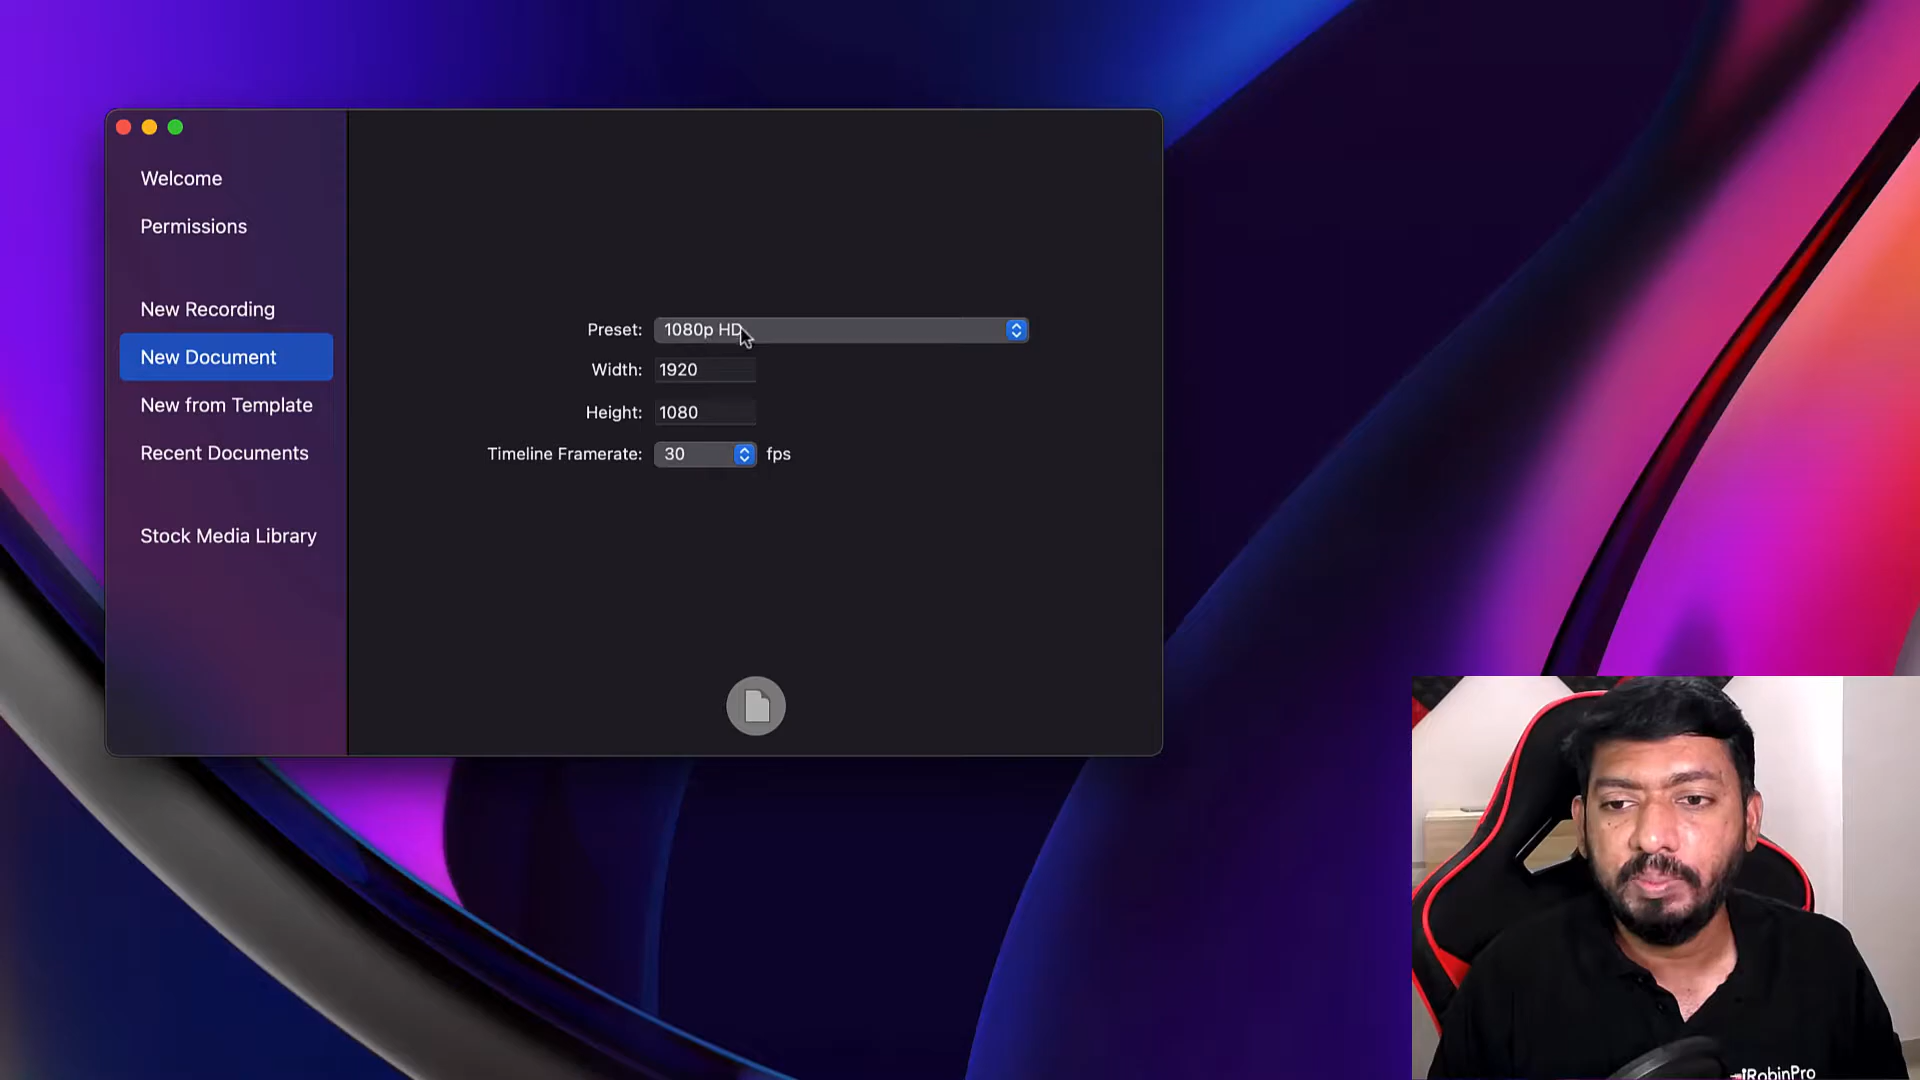 Welcome
Permissions
New Recording
New Document
New from Template
Recent Documents
Stock Media Library
Preset: 1080p HD
Width: 1920
Height: 1080
Timeline Framerate: 30 fps
RobinPro